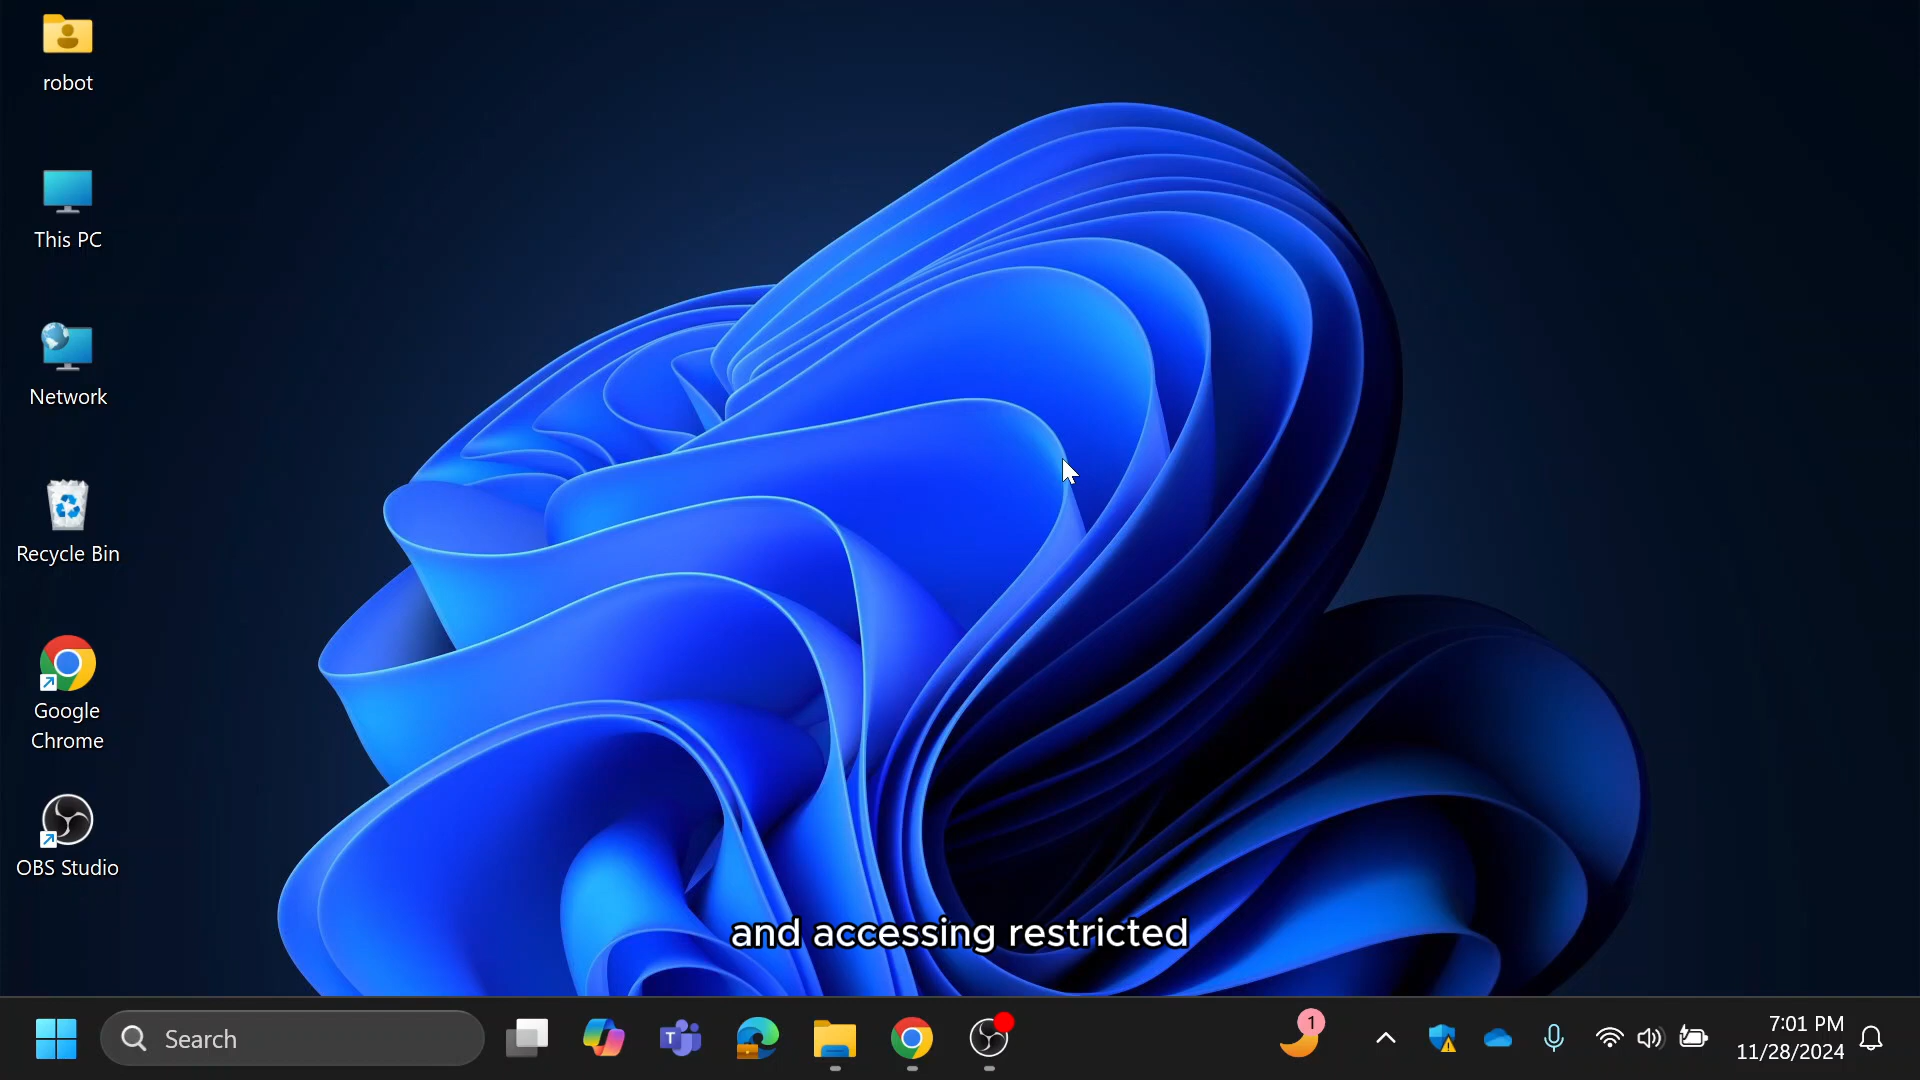 robot
This PC
Network
Recycle Bin
Google
Chrome
OBS Studio
and accessing restricted
Search
T
1
7:01 PM
11/28/2024